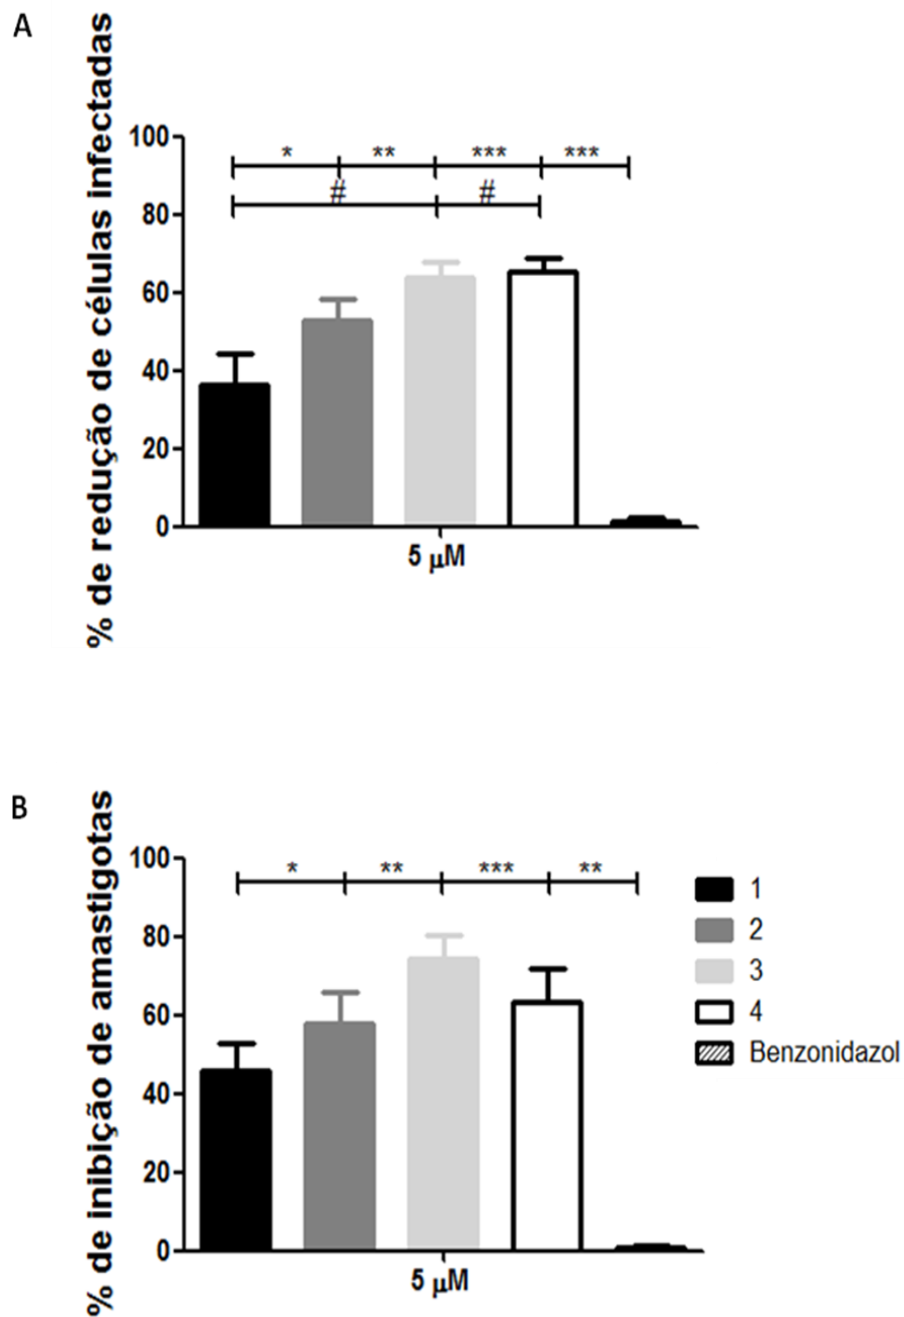 A
% de redução de células infectadas
100
* ** *** ***
# #
80
60
40
20
0
5 μM
B
% de inibição de amastigotas
100
* ** *** **
80
60
40
20
0
5 μM
1
2
3
4
Benzonidazol